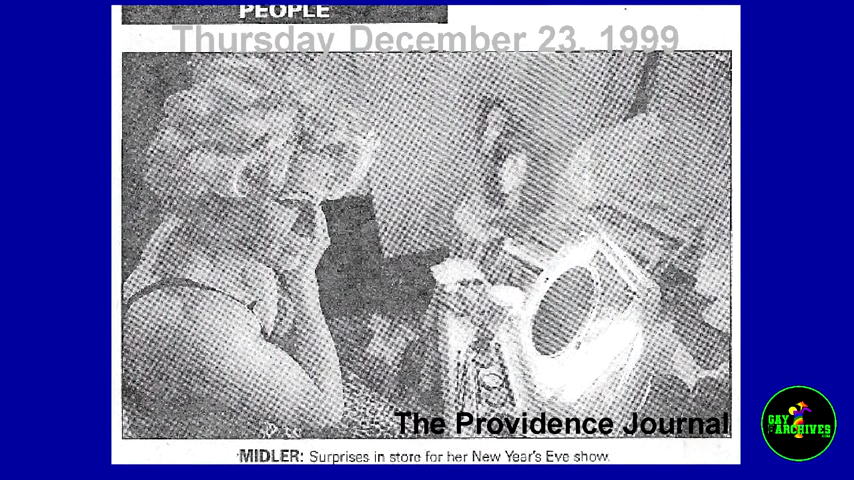 PEOPLE
Thursday December 23, 1999
The Providence Journal
MIDLER: Surprises in store for her New Year's Eve show.
GAY
ARCHIVES